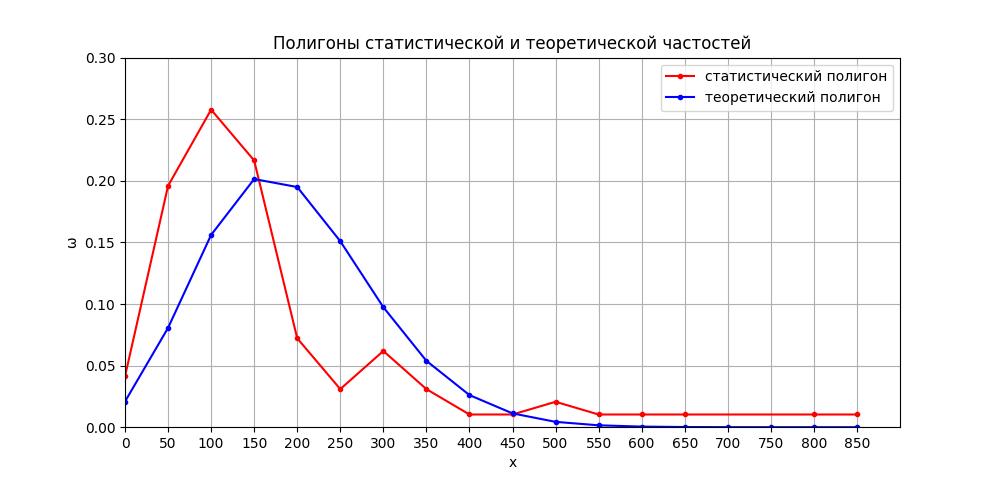 Полигоны статистической и теоретической частостей
статистический полигон
теоретический полигон
0.30
0.25
0.20
0.15
0.10
0.05
0.00
ω
0 50 100 150 200 250 300 350 400 450 500 550 600 650 700 750 800 850
x